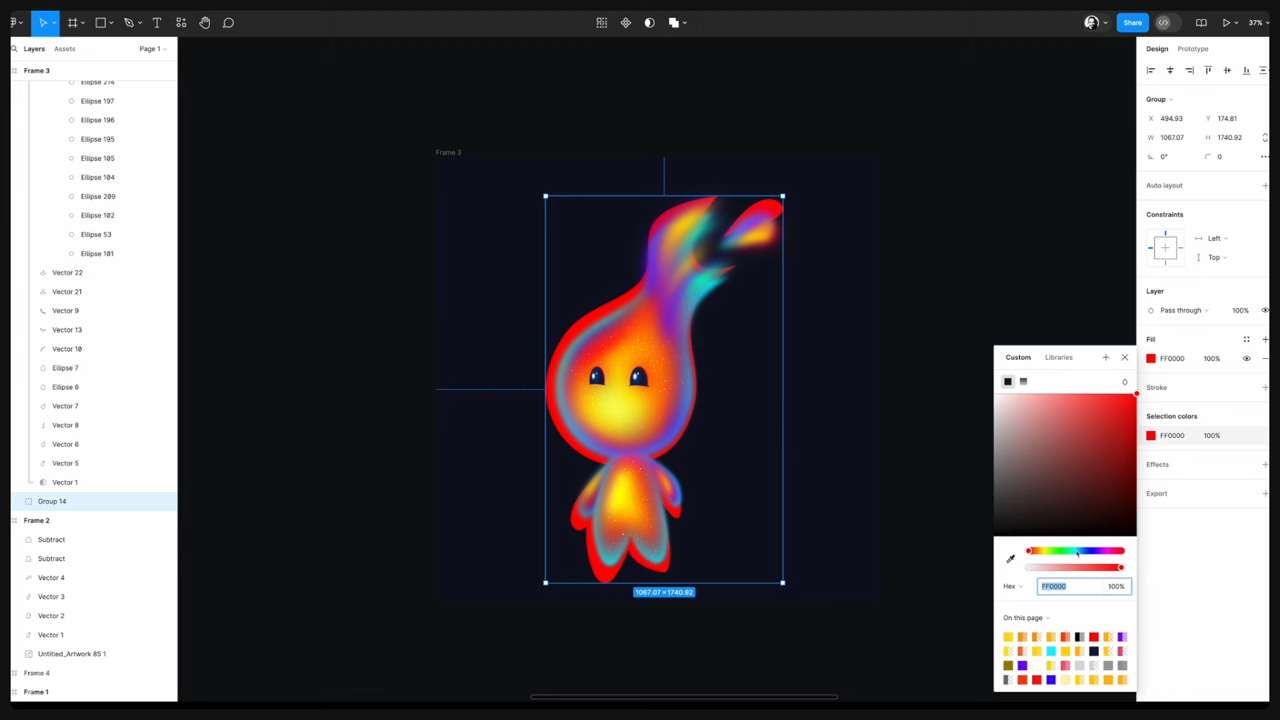 37%
Share
Layers
Assets
Page 1
Frame 3
Ellipse 214
Ellipse 197
Ellipse 196
Ellipse 195
Ellipse 105
Ellipse 104
Ellipse 209
Ellipse 102
Ellipse 53
Ellipse 101
Vector 22
Vector 21
Vector 9
Vector 13
Vector 10
Ellipse 7
Ellipse 6
Vector 7
Vector 8
Vector 6
Vector 5
Vector 1
Group 14
Frame 2
Subtract
Subtract
Vector 4
Vector 3
Vector 2
Vector 1
Untitled_Artwork 85 1
Frame 4
Frame 1
Frame 3
1067.07 × 1740.92
Custom
Libraries
Hex
FF0000
100%
On this page
Design
Prototype
Group
X 494.93
Y 174.81
W 1067.07
H 1740.92
0°
0
Auto layout
Constraints
Left
Top
Layer
Pass through
100%
Fill
FF0000
100%
Stroke
Selection colors
FF0000
100%
Effects
Export